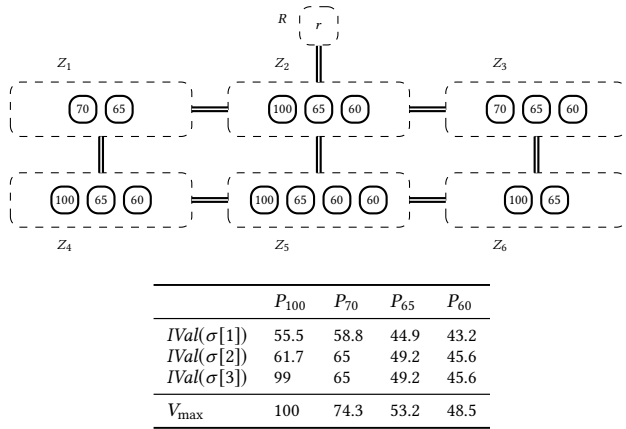 R r
Z₁ Z₂ Z₃
70 65 100 65 60 70 65 60
100 65 60 100 65 60 60 100 65
Z₄ Z₅ Z₆
P₁₀₀ P₇₀ P₆₅ P₆₀
IVal(σ[1]) 55.5 58.8 44.9 43.2
IVal(σ[2]) 61.7 65 49.2 45.6
IVal(σ[3]) 99 65 49.2 45.6
Vmax 100 74.3 53.2 48.5